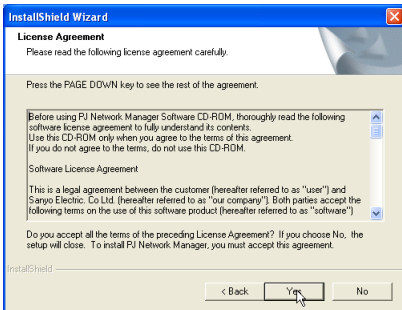 InstallShield Wizard
License Agreement
Please read the following license agreement carefully.
Press the PAGE DOWN key to see the rest of the agreement.
Before using PJ Network Manager Software CD-ROM, thoroughly read the following
software license agreement to fully understand its contents.
Use this CD-ROM only when you agree to the terms of this agreement.
If you do not agree to the terms, do not use this CD-ROM.
Software License Agreement
This is a legal agreement between the customer (hereafter referred to as "user") and
Sanyo Electric. Co Ltd. (hereafter referred to as "our company"). Both parties accept the
following terms on the use of this software product (hereafter referred to as "software")
Do you accept all the terms of the preceding License Agreement? If you choose No, the
setup will close. To install PJ Network Manager, you must accept this agreement.
InstallShield
< Back Yes No